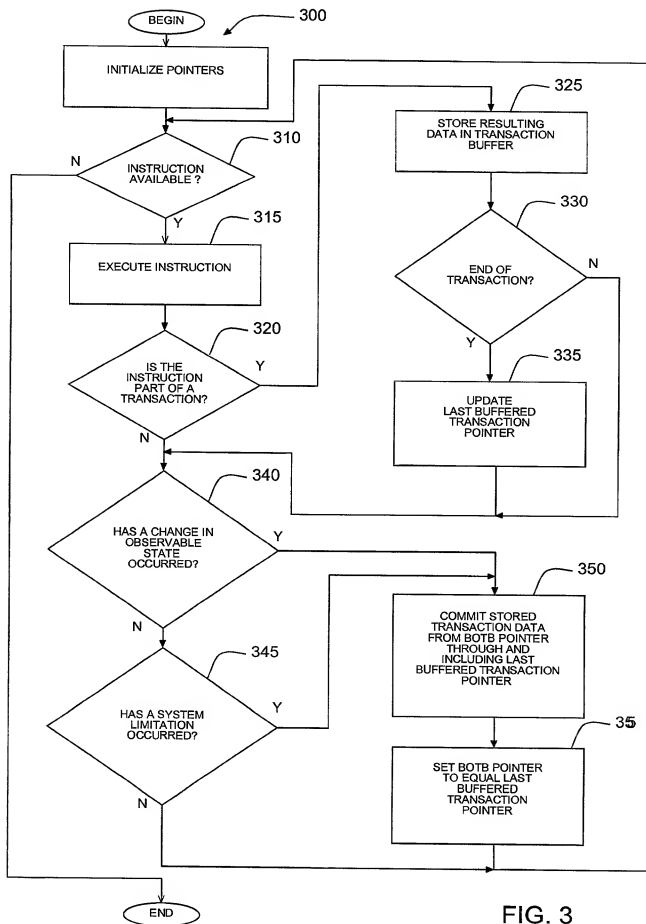 BEGIN
300
INITIALIZE POINTERS
310
N
INSTRUCTION
AVAILABLE ?
Y
315
EXECUTE INSTRUCTION
320
IS THE
INSTRUCTION
PART OF A
TRANSACTION?
Y
N
325
STORE RESULTING
DATA IN TRANSACTION
BUFFER
330
END OF
TRANSACTION?
N
Y
335
UPDATE
LAST BUFFERED
TRANSACTION
POINTER
340
HAS A CHANGE IN
OBSERVABLE
STATE
OCCURRED?
Y
N
345
HAS A SYSTEM
LIMITATION
OCCURRED?
Y
N
350
COMMIT STORED
TRANSACTION DATA
FROM BOTB POINTER
THROUGH AND
INCLUDING LAST
BUFFERED TRANSACTION
POINTER
35
SET BOTB POINTER
TO EQUAL LAST
BUFFERED
TRANSACTION
POINTER
END
FIG. 3